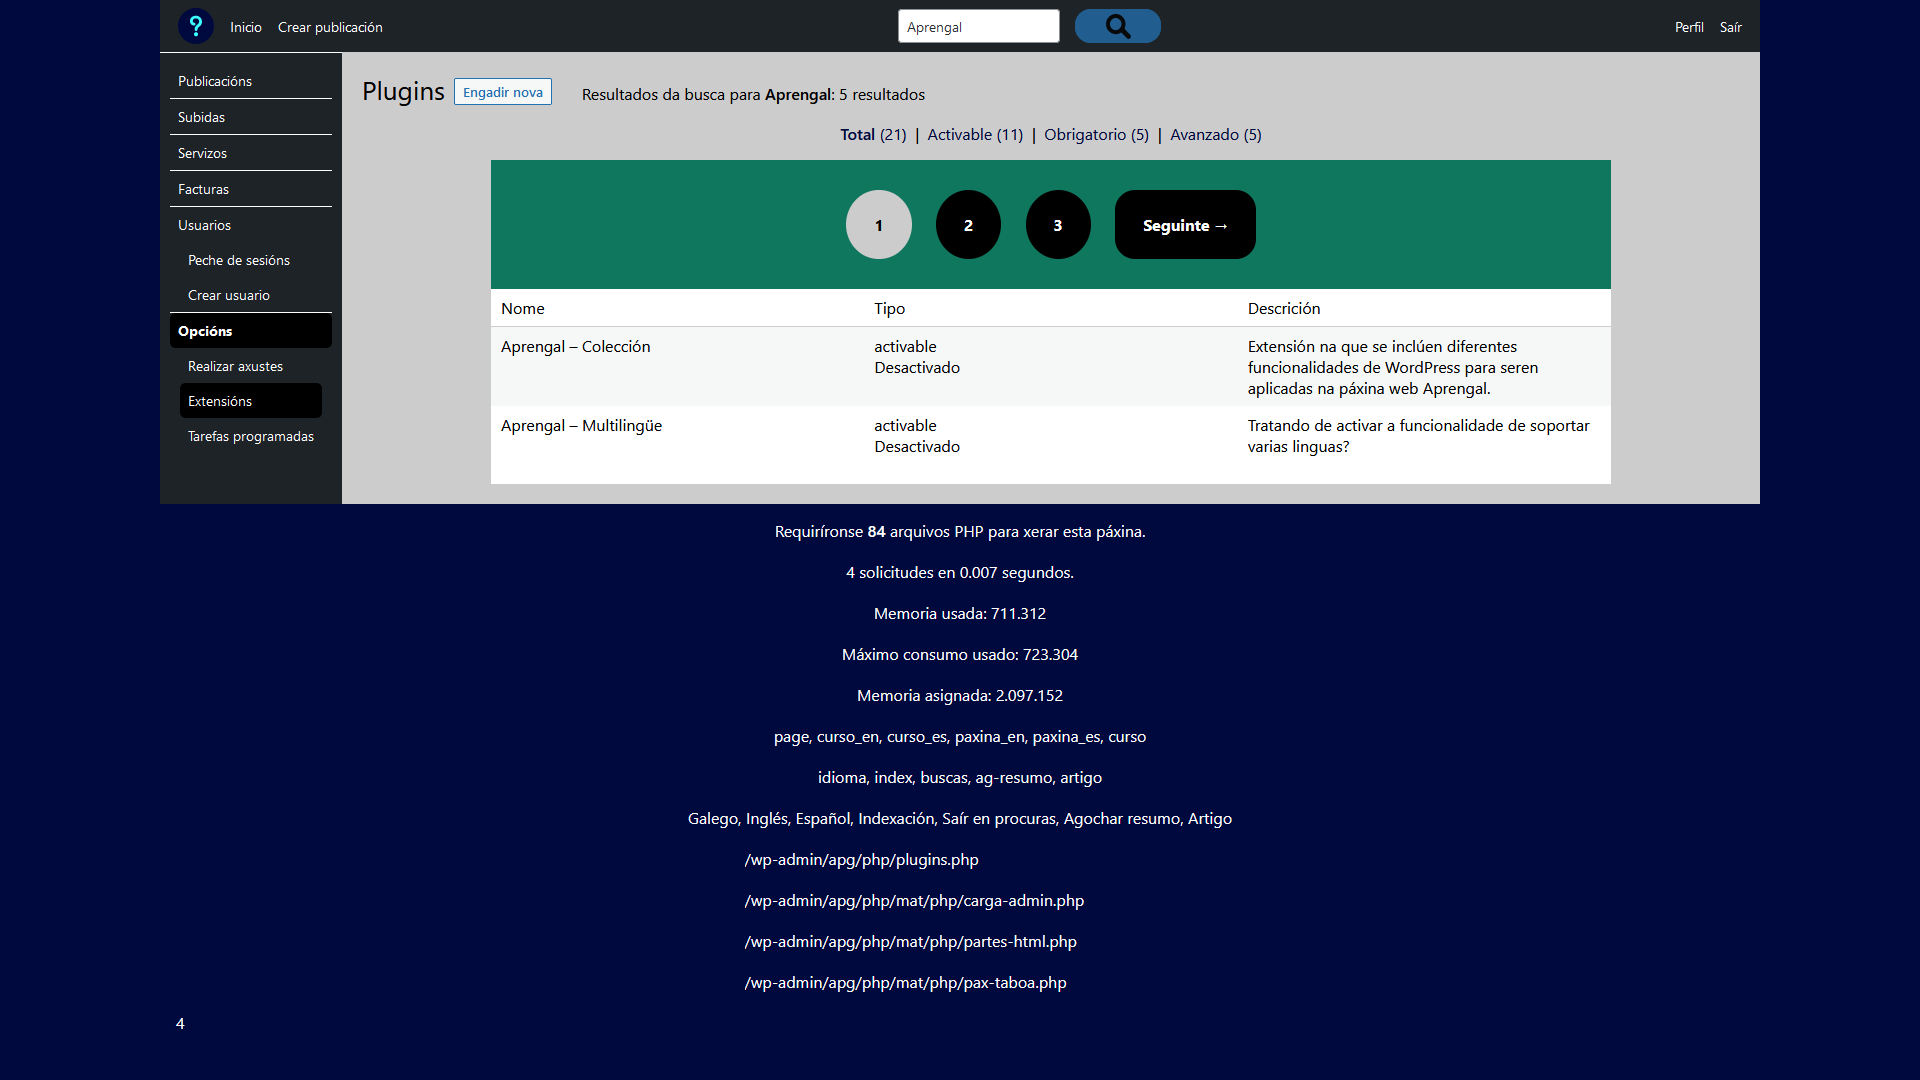 ?
Inicio
Crear publicación
Aprengal
Perfil
Saír
Publicacións
Subidas
Servizos
Facturas
Usuarios
Peche de sesións
Crear usuario
Opcións
Realizar axustes
Extensións
Tarefas programadas
Plugins
Engadir nova
Resultados da busca para Aprengal: 5 resultados
Total (21) | Activable (11) | Obrigatorio (5) | Avanzado (5)
1 2 3 Seguinte →
Nome Tipo Descrición
Aprengal – Colección
activable
Desactivado
Extensión na que se inclúen diferentes
funcionalidades de WordPress para seren
aplicadas na páxina web Aprengal.
Aprengal – Multilingüe
activable
Desactivado
Tratando de activar a funcionalidade de soportar
varias linguas?
Requiríronse 84 arquivos PHP para xerar esta páxina.
4 solicitudes en 0.007 segundos.
Memoria usada: 711.312
Máximo consumo usado: 723.304
Memoria asignada: 2.097.152
page, curso_en, curso_es, paxina_en, paxina_es, curso
idioma, index, buscas, ag-resumo, artigo
Galego, Inglés, Español, Indexación, Saír en procuras, Agochar resumo, Artigo
/wp-admin/apg/php/plugins.php
/wp-admin/apg/php/mat/php/carga-admin.php
/wp-admin/apg/php/mat/php/partes-html.php
/wp-admin/apg/php/mat/php/pax-taboa.php
4